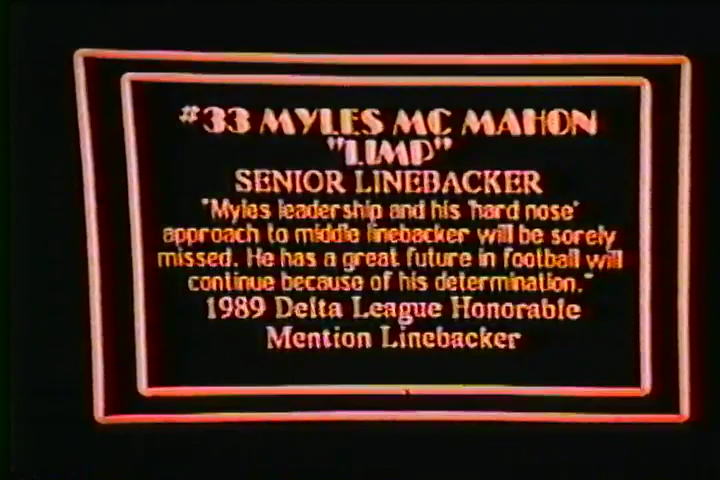 #33 MYLES MC MAHON
"LIMP"
SENIOR LINEBACKER
"Myles leadership and his 'hard nose'
approach to middle linebacker will be sorely
missed. He has a great future in football will
continue because of his determination."
1989 Delta League Honorable
Mention Linebacker